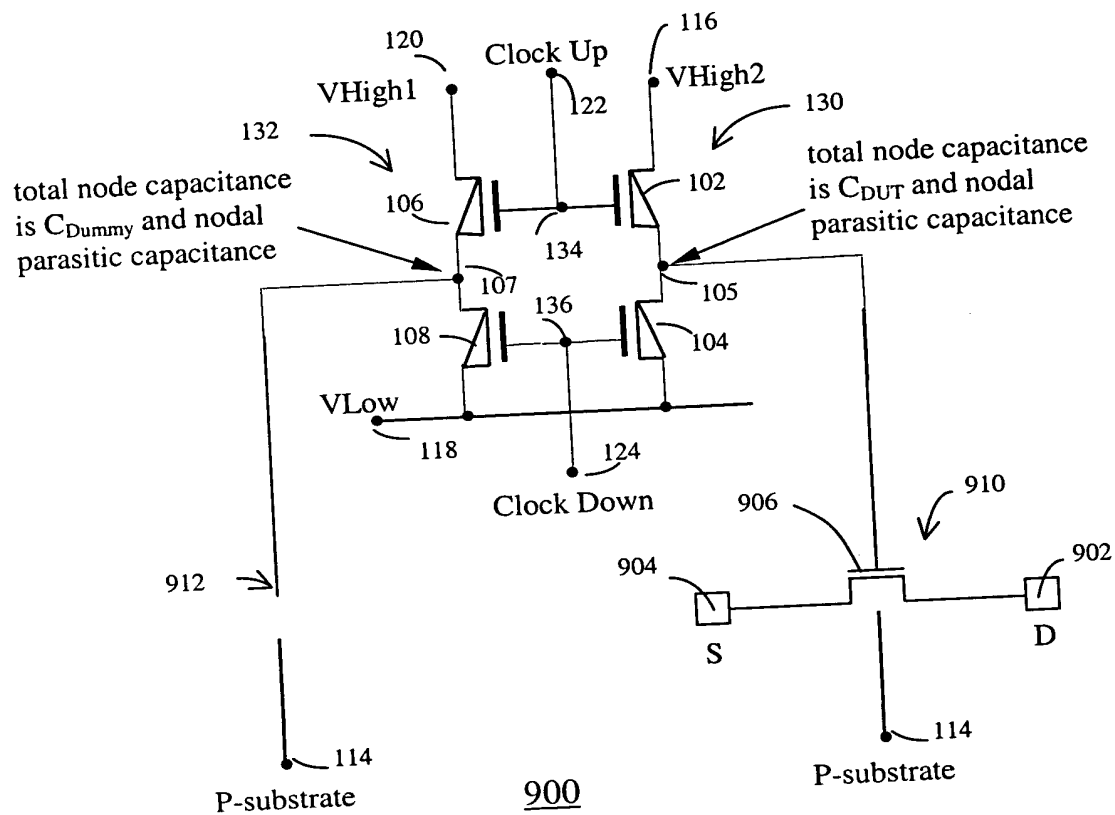 120
116
Clock Up
VHigh1
VHigh2
122
132
130
total node capacitance
is CDummy and nodal
parasitic capacitance
total node capacitance
is CDUT and nodal
parasitic capacitance
106
102
134
107
105
136
108
104
VLow
118
124
Clock Down
906
910
912
904
902
S
D
114
P-substrate
114
P-substrate
900